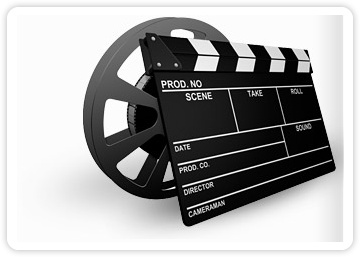 PROD. NO
SCENE TAKE ROLL
SOUND
DATE
PROD. CO.
DIRECTOR
CAMERAMAN